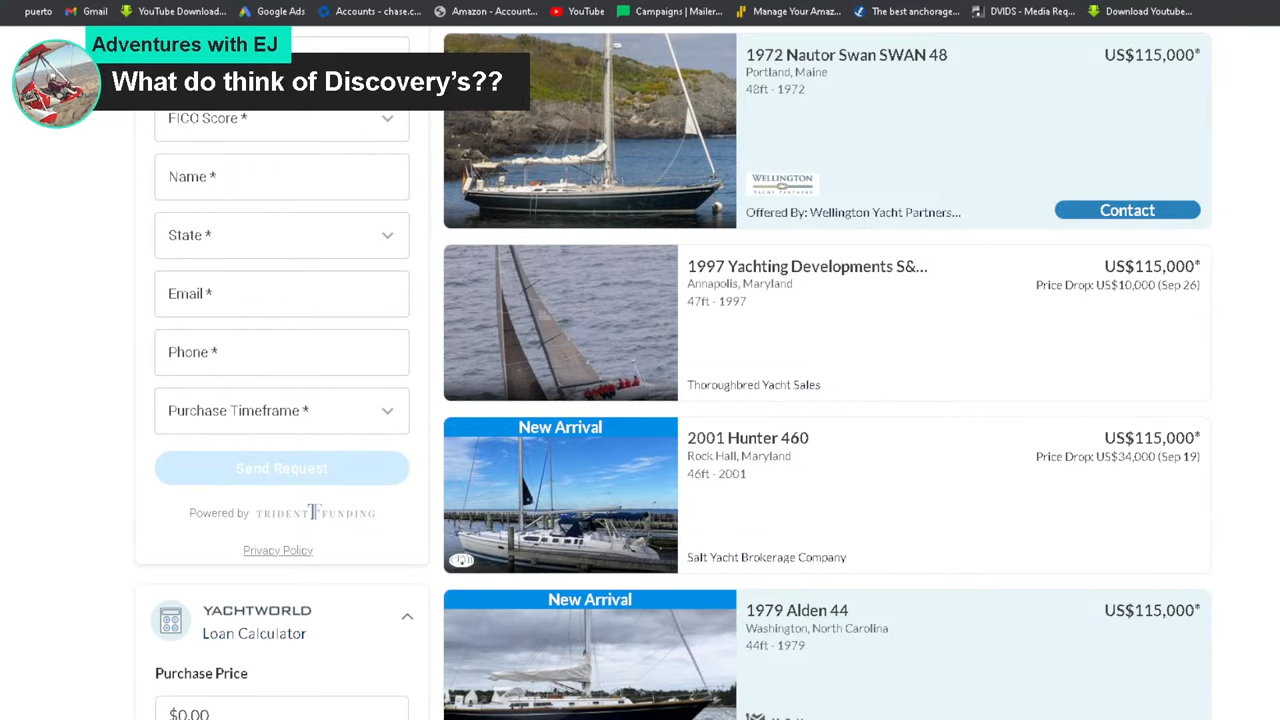 puerto
Gmail
YouTube Download...
Google Ads
Accounts - chase.c...
Amazon - Account...
YouTube
Campaigns | Mailer...
Manage Your Amaz...
The best anchorage...
DVIDS - Media Req...
Download Youtube...
Adventures with EJ
What do think of Discovery's??
FICO Score *
Name *
State *
Email *
Phone *
Purchase Timeframe *
Send Request
Powered by TRIDENT FUNDING
Privacy Policy
YACHTWORLD
Loan Calculator
Purchase Price
$0.00
1972 Nautor Swan SWAN 48
US$115,000*
Portland, Maine
48ft - 1972
WELLINGTON
Offered By: Wellington Yacht Partners...
Contact
1997 Yachting Developments S&...
US$115,000*
Annapolis, Maryland
Price Drop: US$10,000 (Sep 26)
47ft - 1997
Thoroughbred Yacht Sales
New Arrival
2001 Hunter 460
US$115,000*
Rock Hall, Maryland
Price Drop: US$34,000 (Sep 19)
46ft - 2001
Salt Yacht Brokerage Company
New Arrival
1979 Alden 44
US$115,000*
Washington, North Carolina
44ft - 1979